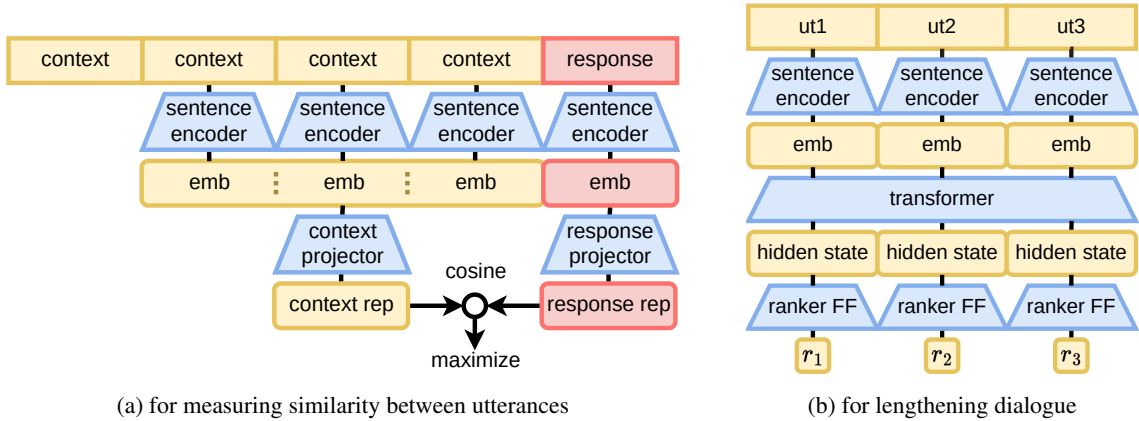 context context context context response
sentence encoder sentence encoder sentence encoder sentence encoder
emb emb emb emb
context projector response projector
cosine
context rep response rep
maximize
(a) for measuring similarity between utterances
ut1 ut2 ut3
sentence encoder sentence encoder sentence encoder
emb emb emb
transformer
hidden state hidden state hidden state
ranker FF ranker FF ranker FF
r1 r2 r3
(b) for lengthening dialogue